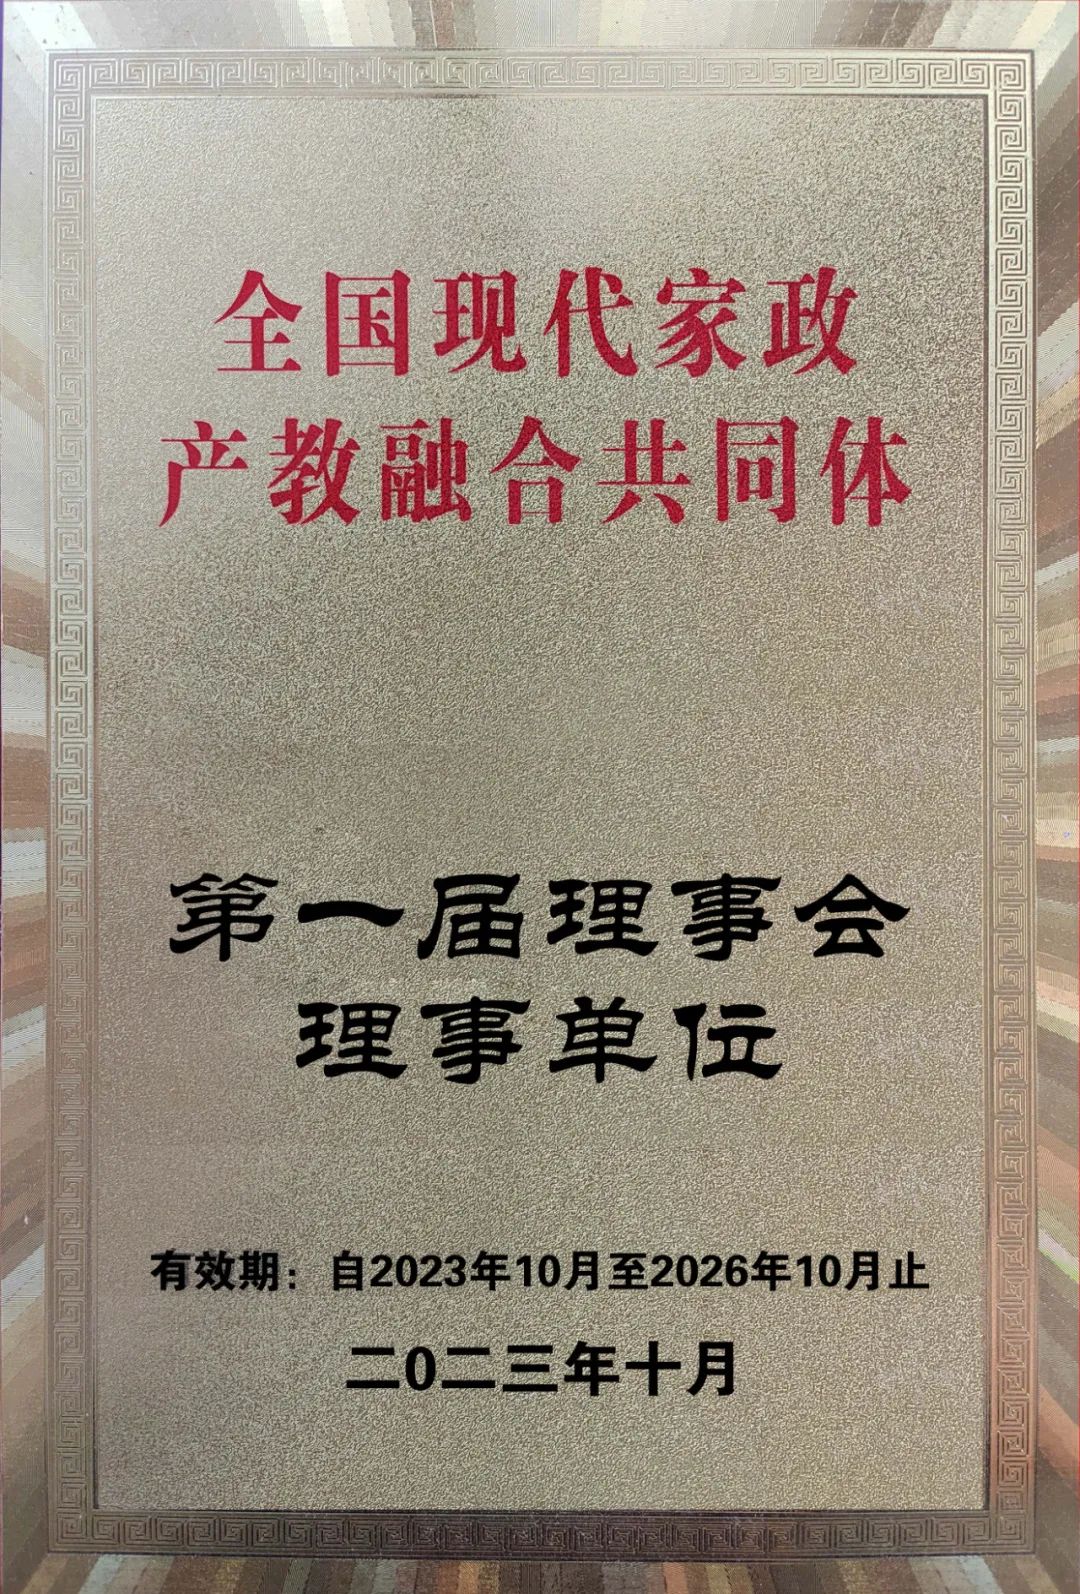 全国现代家政
产教融合共同体
第一届理事会
理事单位
有效期：自2023年10月至2026年10月止
二0二三年十月